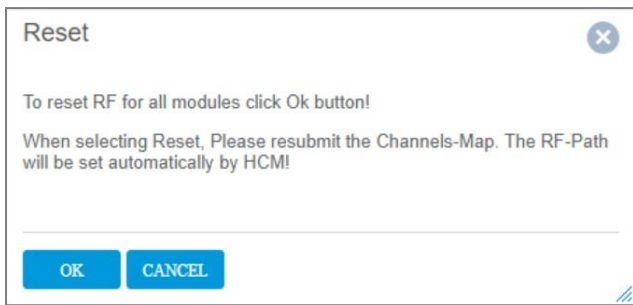 Reset
To reset RF for all modules click Ok button!
When selecting Reset, Please resubmit the Channels-Map. The RF-Path
will be set automatically by HCM!
OK
CANCEL